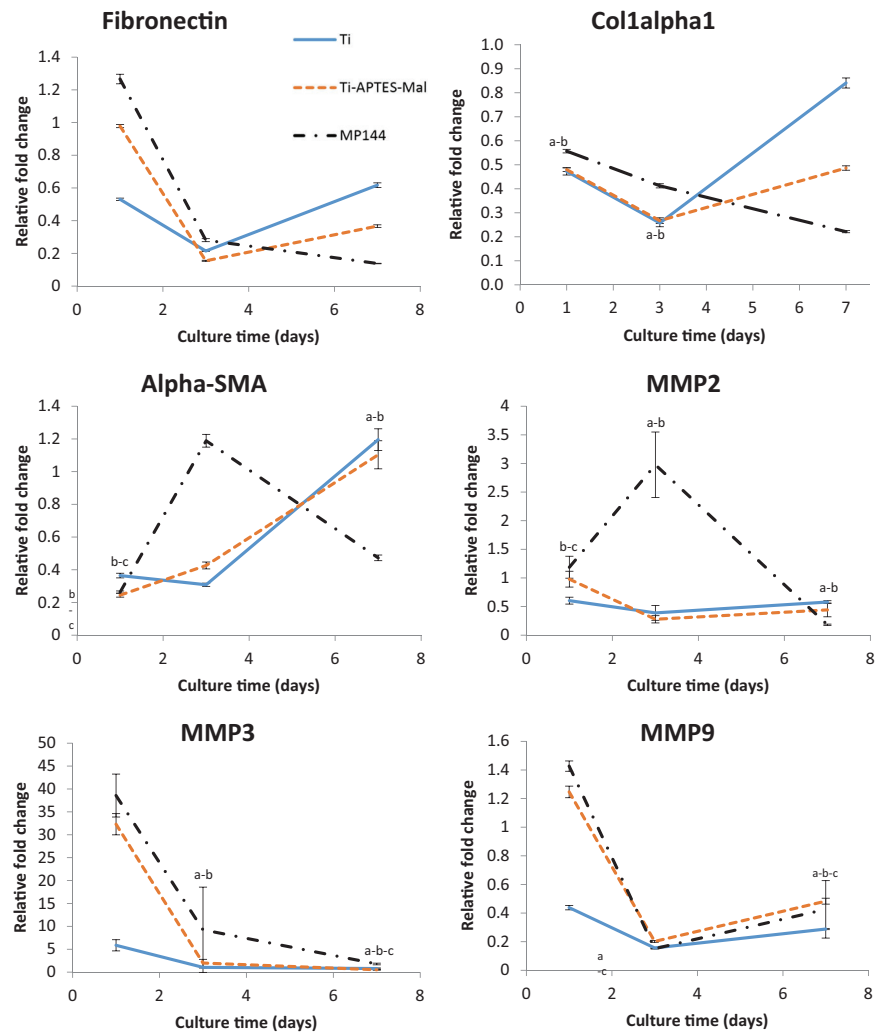 Fibronectin
Ti
Ti-APTES-Mal
MP144
Relative fold change
1.4
1.2
1
0.8
0.6
0.4
0.2
0
0 2 4 6 8
Culture time (days)
Col1alpha1
Relative fold change
1.0
0.9
0.8
0.7
0.6
0.5
0.4
0.3
0.2
0.1
0.0
a-b
a-b
0 1 2 3 4 5 6 7
Culture time (days)
Alpha-SMA
Relative fold change
1.4
1.2
1
0.8
0.6
0.4
0.2
0
a-b
b-c
b
-
c
0 2 4 6 8
Culture time (days)
MMP2
Relative fold change
4
3.5
3
2.5
2
1.5
1
0.5
0
a-b
b-c
a-b
0 2 4 6 8
Culture time (days)
MMP3
Relative fold change
50
45
40
35
30
25
20
15
10
5
0
a-b
a-b-c
0 2 4 6 8
Culture time (days)
MMP9
Relative fold change
1.6
1.4
1.2
1
0.8
0.6
0.4
0.2
0
a-b-c
a
-c
0 2 4 6 8
Culture time (days)